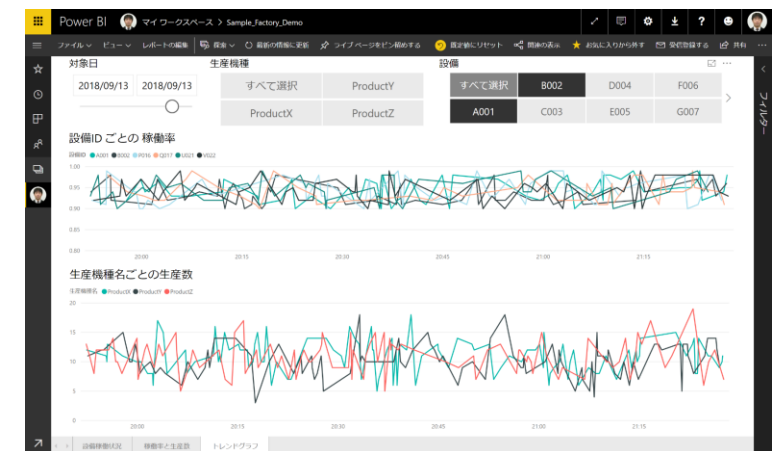 Power BI マイ ワークスペース > Sample_Factory_Demo
ファイル ビュー レポートの編集 探索 最新の情報に更新 ライブ ページをピン留めする 既定値にリセット 関連の表示 お気に入りから外す 受信登録する 共有
対象日 生産機種 設備
2018/09/13 2018/09/13 すべて選択 ProductY すべて選択 B002 D004 F006
ProductX ProductZ A001 C003 E005 G007
フィルター
設備ID ごとの 稼働率
設備ID A001 B002 P016 Q017 U021 V022
1.00
0.95
0.90
0.85
0.80
20:00 20:15 20:30 20:45 21:00 21:15
生産機種名ごとの生産数
生産機種名 ProductX ProductY ProductZ
20
15
10
5
0
20:00 20:15 20:30 20:45 21:00 21:15
設備稼働状況 稼働率と生産数 トレンドグラフ